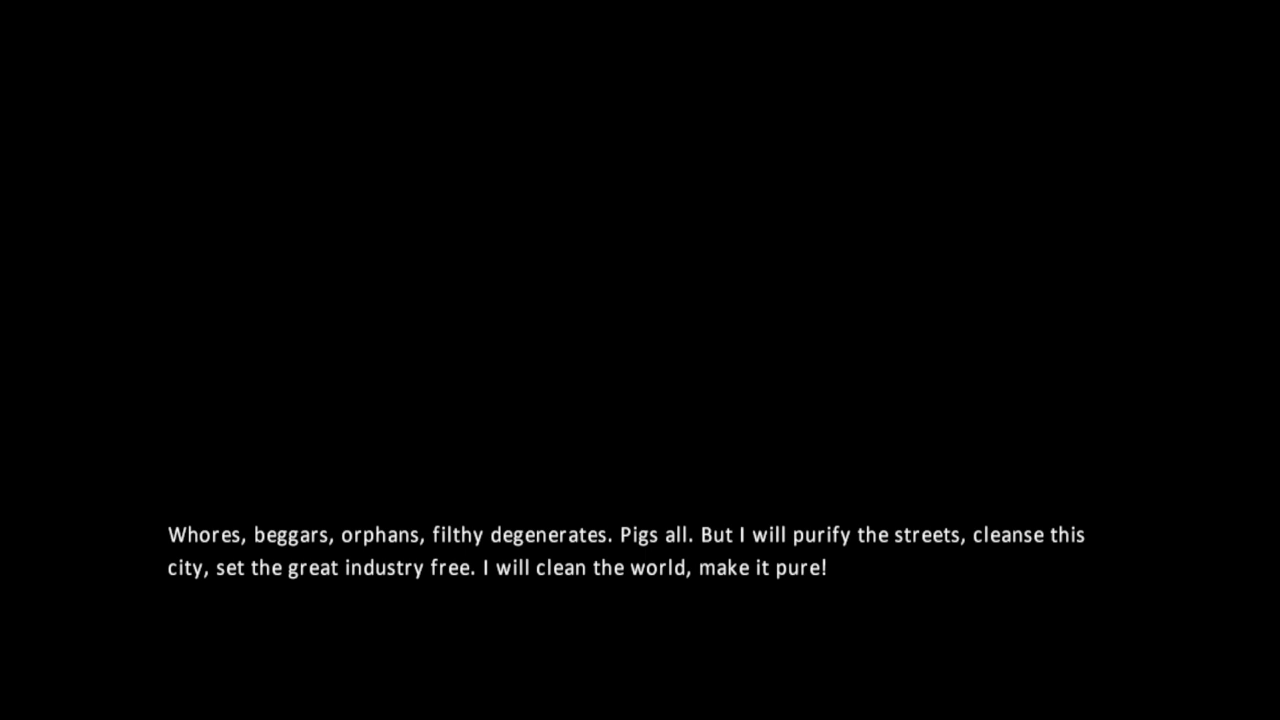 Whores, beggars, orphans, filthy degenerates. Pigs all. But I will purify the streets, cleanse this
city, set the great industry free. I will clean the world, make it pure!